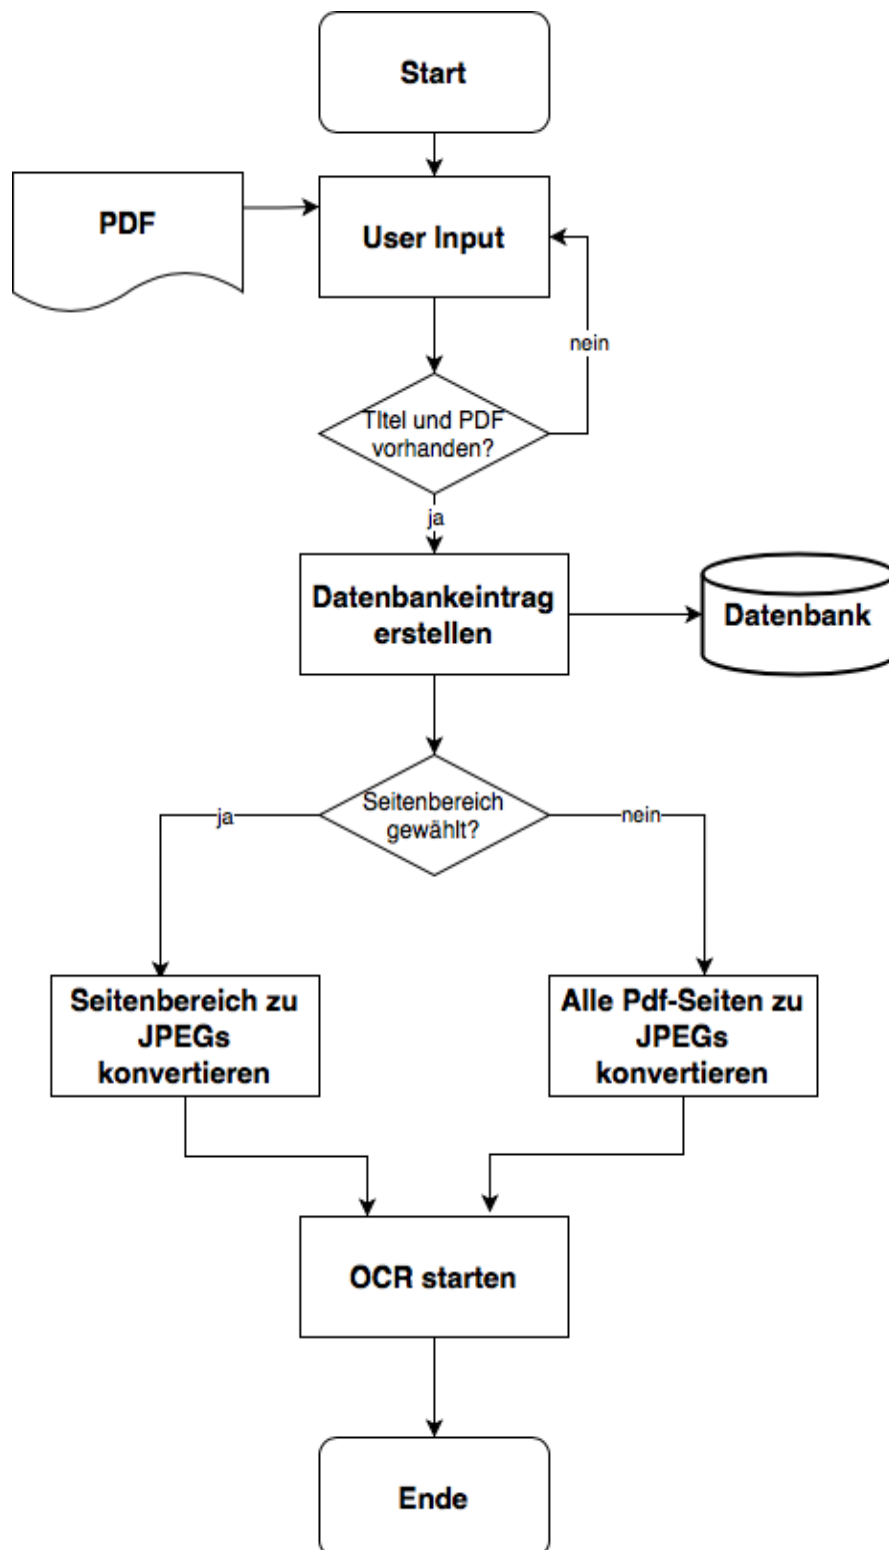 Start
PDF
User Input
nein
TItel und PDF
vorhanden?
ja
Datenbankeintrag
erstellen
Datenbank
Seitenbereich
gewählt?
ja
nein
Seitenbereich zu
JPEGs
konvertieren
Alle Pdf-Seiten zu
JPEGs
konvertieren
OCR starten
Ende